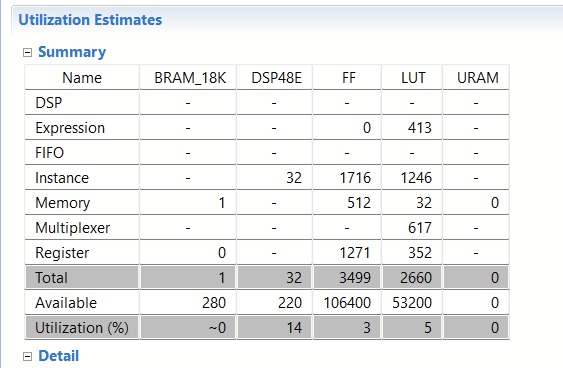 Utilization Estimates
Summary
Name BRAM_18K DSP48E FF LUT URAM
DSP - - - - -
Expression - - 0 413 -
FIFO - - - - -
Instance - 32 1716 1246 -
Memory 1 - 512 32 0
Multiplexer - - - 617 -
Register 0 - 1271 352 -
Total 1 32 3499 2660 0
Available 280 220 106400 53200 0
Utilization (%) ~0 14 3 5 0
Detail